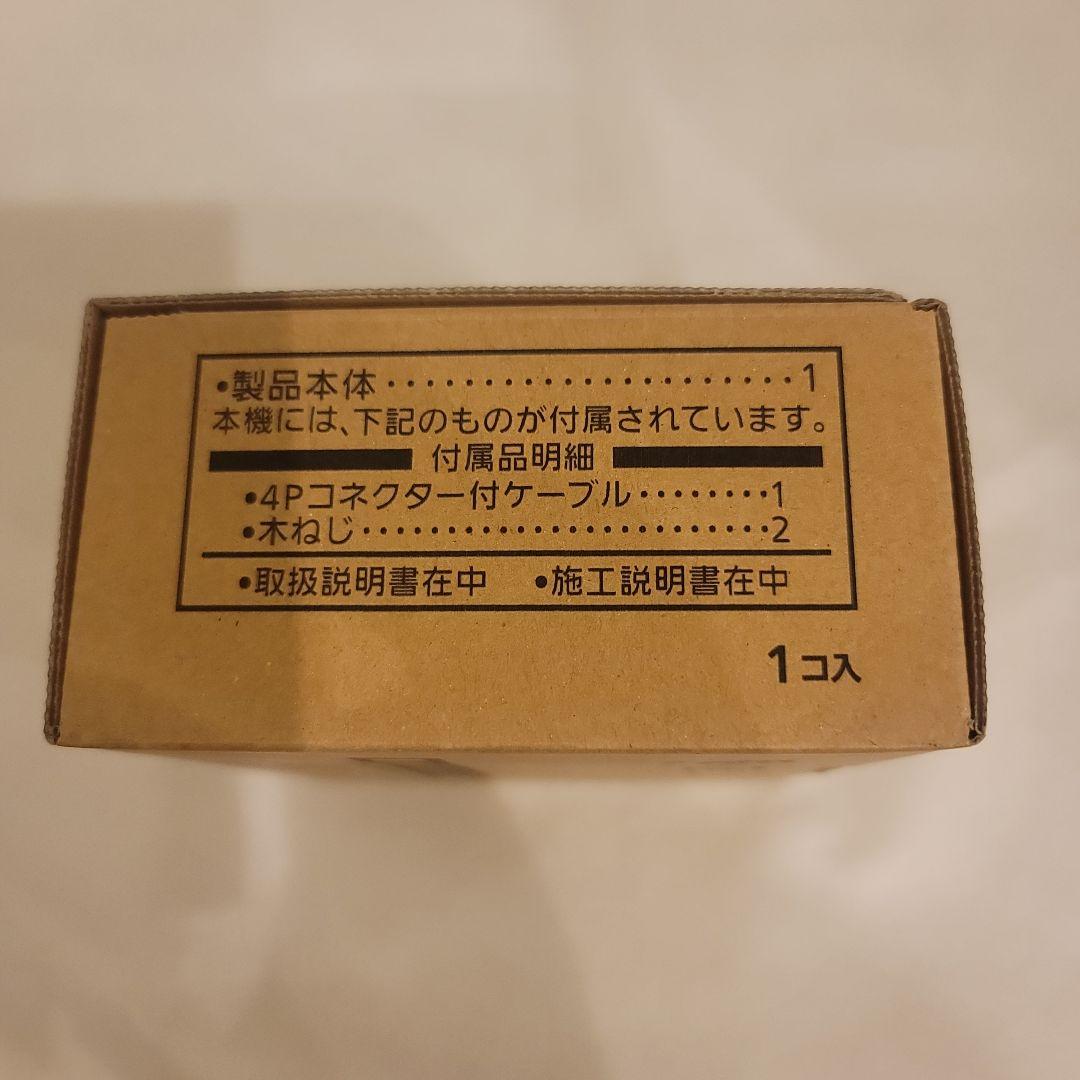 •製品本体‥‥‥‥‥‥‥‥‥‥‥1
本機には、下記のものが付属されています。
付属品明細
•4Pコネクター付ケーブル‥‥‥‥1
•木ねじ‥‥‥‥‥‥‥‥‥‥‥2
•取扱説明書在中 •施工説明書在中
1コ入